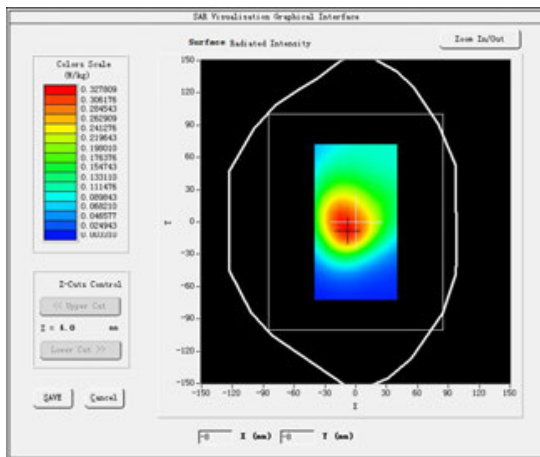 SAR Visualisation Graphical Interface
Surface Radiated Intensity
Zoom In/Out
Colors Scale
(W/kg)
0.327809
0.306176
0.284543
0.262909
0.241276
0.219643
0.198010
0.176376
0.154743
0.133110
0.111476
0.089843
0.068210
0.046577
0.024943
150
120
90
60
30
0
-30
-60
-90
-120
-150
Y
-150 -120 -90 -60 -30 0 30 60 90 120 150
X
Z-Cuts Control
<< Upper Cut
Z = 4.0 mm
Lower Cut >>
SAVE Cancel
-8 X (mm) -8 Y (mm)